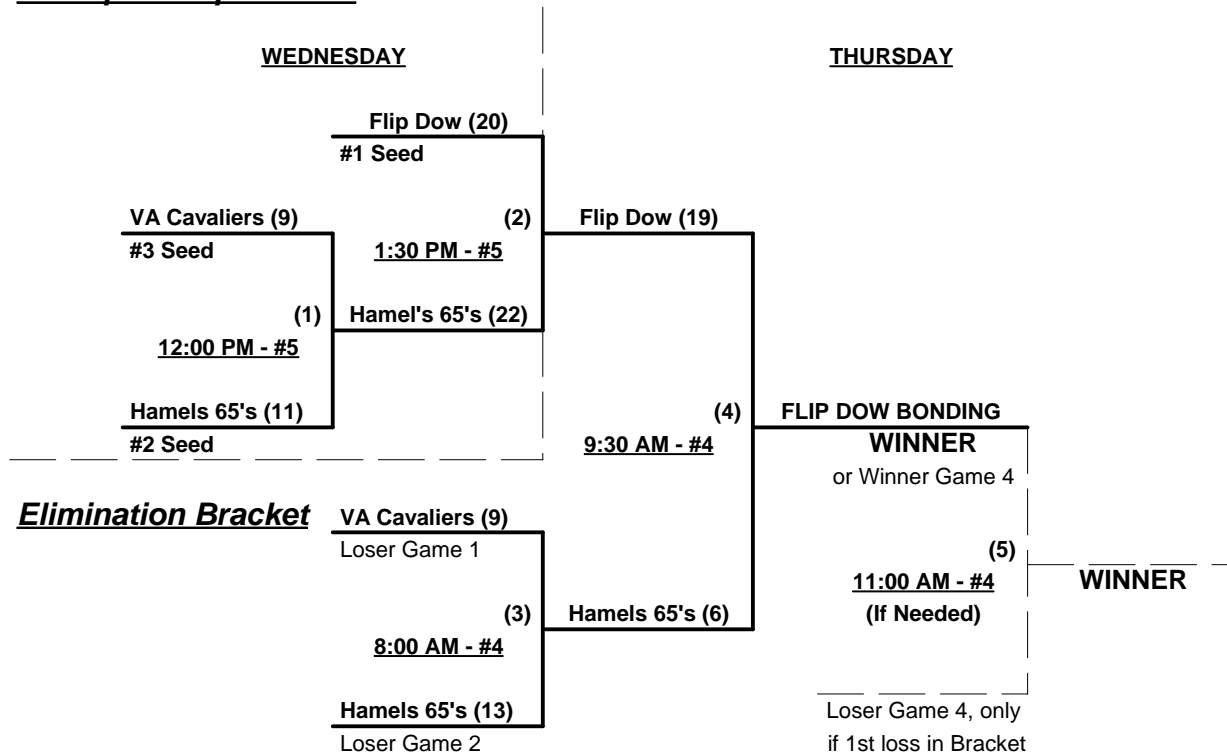 WEDNESDAY
THURSDAY
Flip Dow (20)
#1 Seed
VA Cavaliers (9)
#3 Seed
(2)
1:30 PM - #5
Flip Dow (19)
(1)
12:00 PM - #5
Hamel's 65's (22)
Hamels 65's (11)
#2 Seed
(4)
9:30 AM - #4
FLIP DOW BONDING
WINNER
or Winner Game 4
Elimination Bracket
VA Cavaliers (9)
Loser Game 1
(5)
11:00 AM - #4
(If Needed)
WINNER
(3)
8:00 AM - #4
Hamels 65's (6)
Hamels 65's (13)
Loser Game 2
Loser Game 4, only
if 1st loss in Bracket